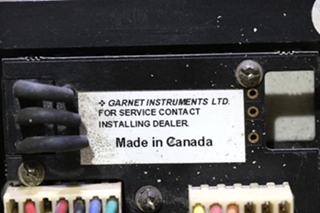 GARNET INSTRUMENTS LTD.
FOR SERVICE CONTACT
INSTALLING DEALER.
Made in Canada